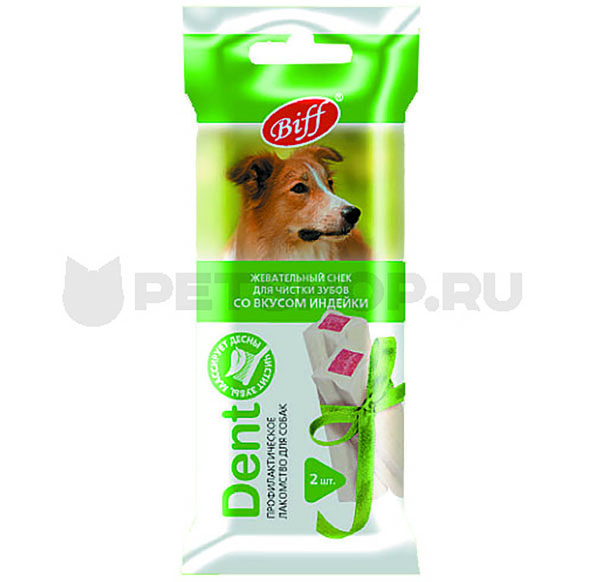 Biff®
ЖЕВАТЕЛЬНЫЙ СНЕК
ДЛЯ ЧИСТКИ ЗУБОВ
СО ВКУСОМ ИНДЕЙКИ
PETSHOP.RU
ЧИСТИТ ЗУБЫ, МАССИРУЕТ ДЕСНЫ
Dent
ПРОФИЛАКТИЧЕСКОЕ
ЛАКОМСТВО ДЛЯ СОБАК
2 шт.